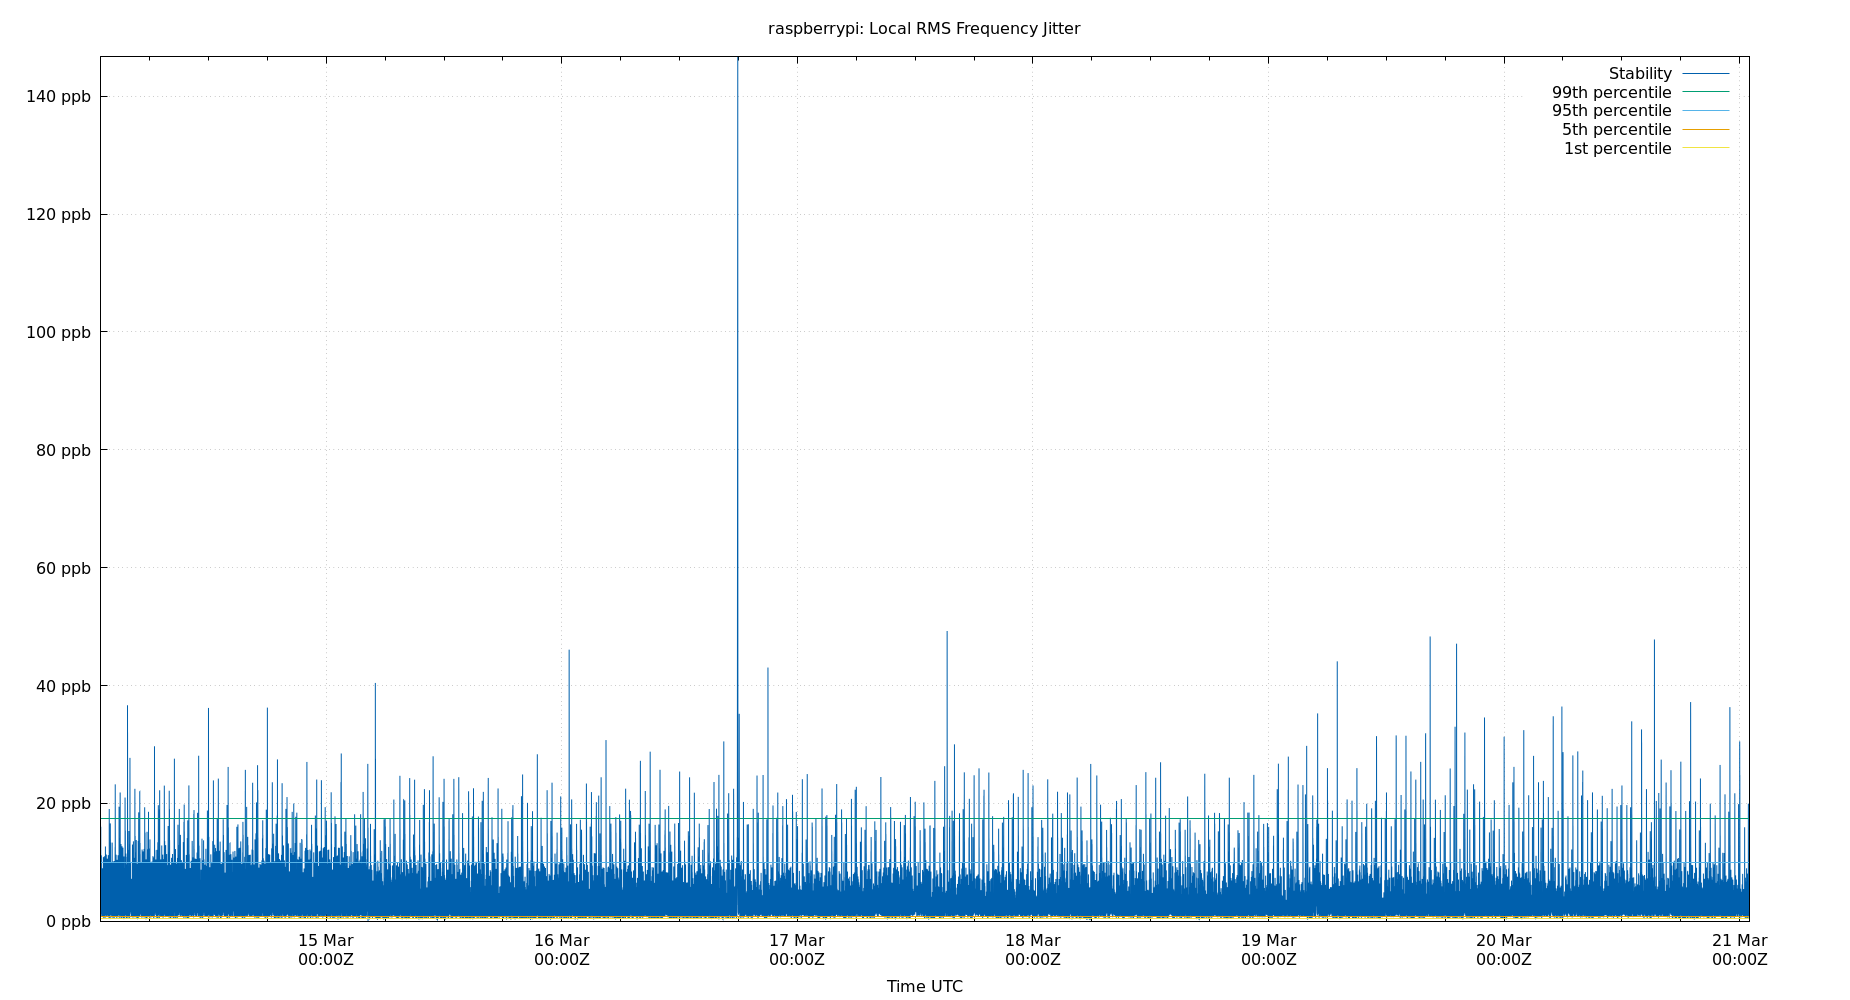 raspberrypi: Local RMS Frequency Jitter
Stability
99th percentile
95th percentile
5th percentile
1st percentile
140 ppb
120 ppb
100 ppb
80 ppb
60 ppb
40 ppb
20 ppb
0 ppb
15 Mar 16 Mar 17 Mar 18 Mar 19 Mar 20 Mar 21 Mar
00:00Z 00:00Z 00:00Z 00:00Z 00:00Z 00:00Z 00:00Z
Time UTC